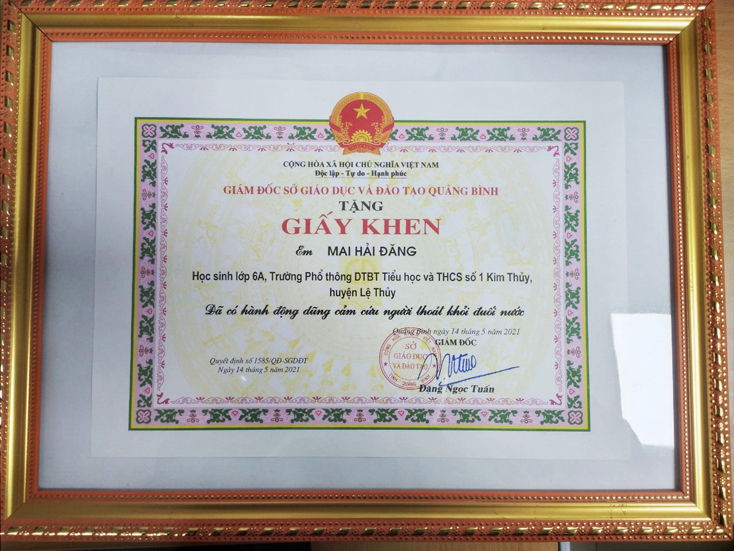 CỘNG HÒA XÃ HỘI CHỦ NGHĨA VIỆT NAM
Độc lập - Tự do - Hạnh phúc
GIÁM ĐỐC SỞ GIÁO DỤC VÀ ĐÀO TẠO QUẢNG BÌNH
TẶNG
GIẤY KHEN
Em MAI HẢI ĐĂNG
Học sinh lớp 6A, Trường Phổ thông DTBT Tiểu học và THCS số 1 Kim Thủy,
huyện Lệ Thủy
Đã có hành động dũng cảm cứu người thoát khỏi đuối nước
Quảng Bình ngày 14 tháng 5 năm 2021
GIÁM ĐỐC
SỞ
GIÁO DỤC
VÀ ĐÀO TẠO
Quyết định số 1585/QĐ-SGDĐT
Ngày 14 tháng 5 năm 2021
Đặng Ngọc Tuấn